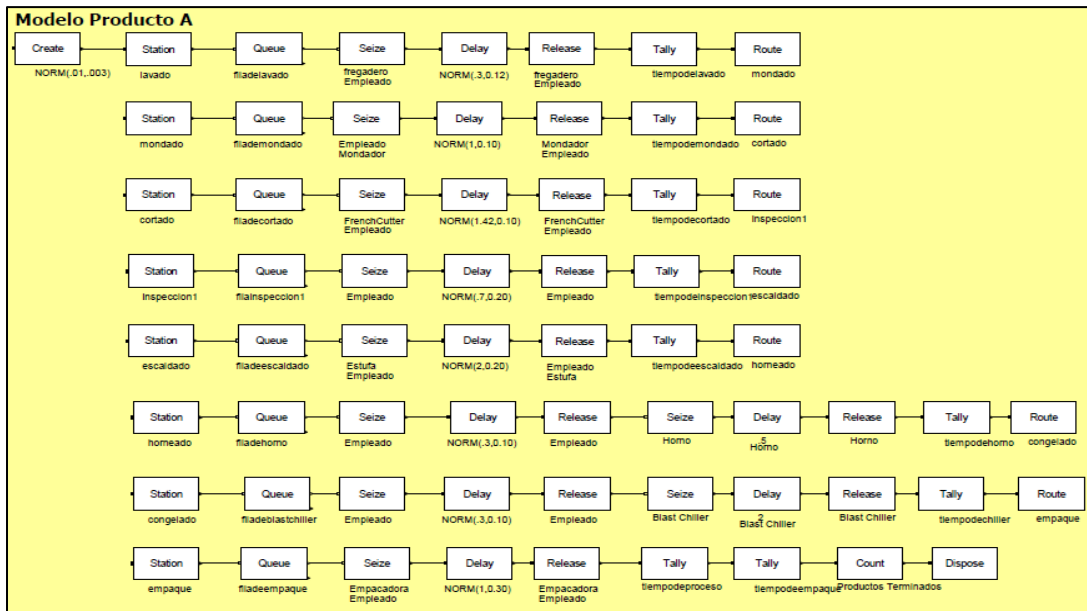 Modelo Producto A
Create Station Queue Seize Delay Release Tally Route
NORM(.01,.003) lavado filadelavado fregadero NORM(.3,0.12) fregadero tiempodelavado mondado
Empleado Empleado
Station Queue Seize Delay Release Tally Route
mondado filademondado Empleado NORM(1,0.10) Mondador tiempodemondado cortado
Mondador Empleado
Station Queue Seize Delay Release Tally Route
cortado filadecortado FrenchCutter NORM(1.42,0.10) FrenchCutter tiempodecortado Inspeccion1
Empleado Empleado
Station Queue Seize Delay Release Tally Route
Inspeccion1 filainspeccion1 Empleado NORM(.7,0.20) Empleado tiempodeinspeccion1 escaldado
Station Queue Seize Delay Release Tally Route
escaldado filadeescaldado Estufa NORM(2,0.20) Empleado tiempodeescaldado horneado
Empleado Estufa
Station Queue Seize Delay Release Seize Delay Release Tally Route
horneado filadehorno Empleado NORM(.3,0.10) Empleado Horno .5 Horno tiempodehorno congelado
Horno
Station Queue Seize Delay Release Seize Delay Release Tally Route
congelado filadeblastchiller Empleado NORM(.3,0.10) Empleado Blast Chiller 2 Blast Chiller tiempodechiller empaque
Blast Chiller
Station Queue Seize Delay Release Tally Tally Count Dispose
empaque filadeempaque Empacadora NORM(1,0.30) Empacadora tiempodeproceso tiempodeempaque Productos Terminados
Empleado Empleado